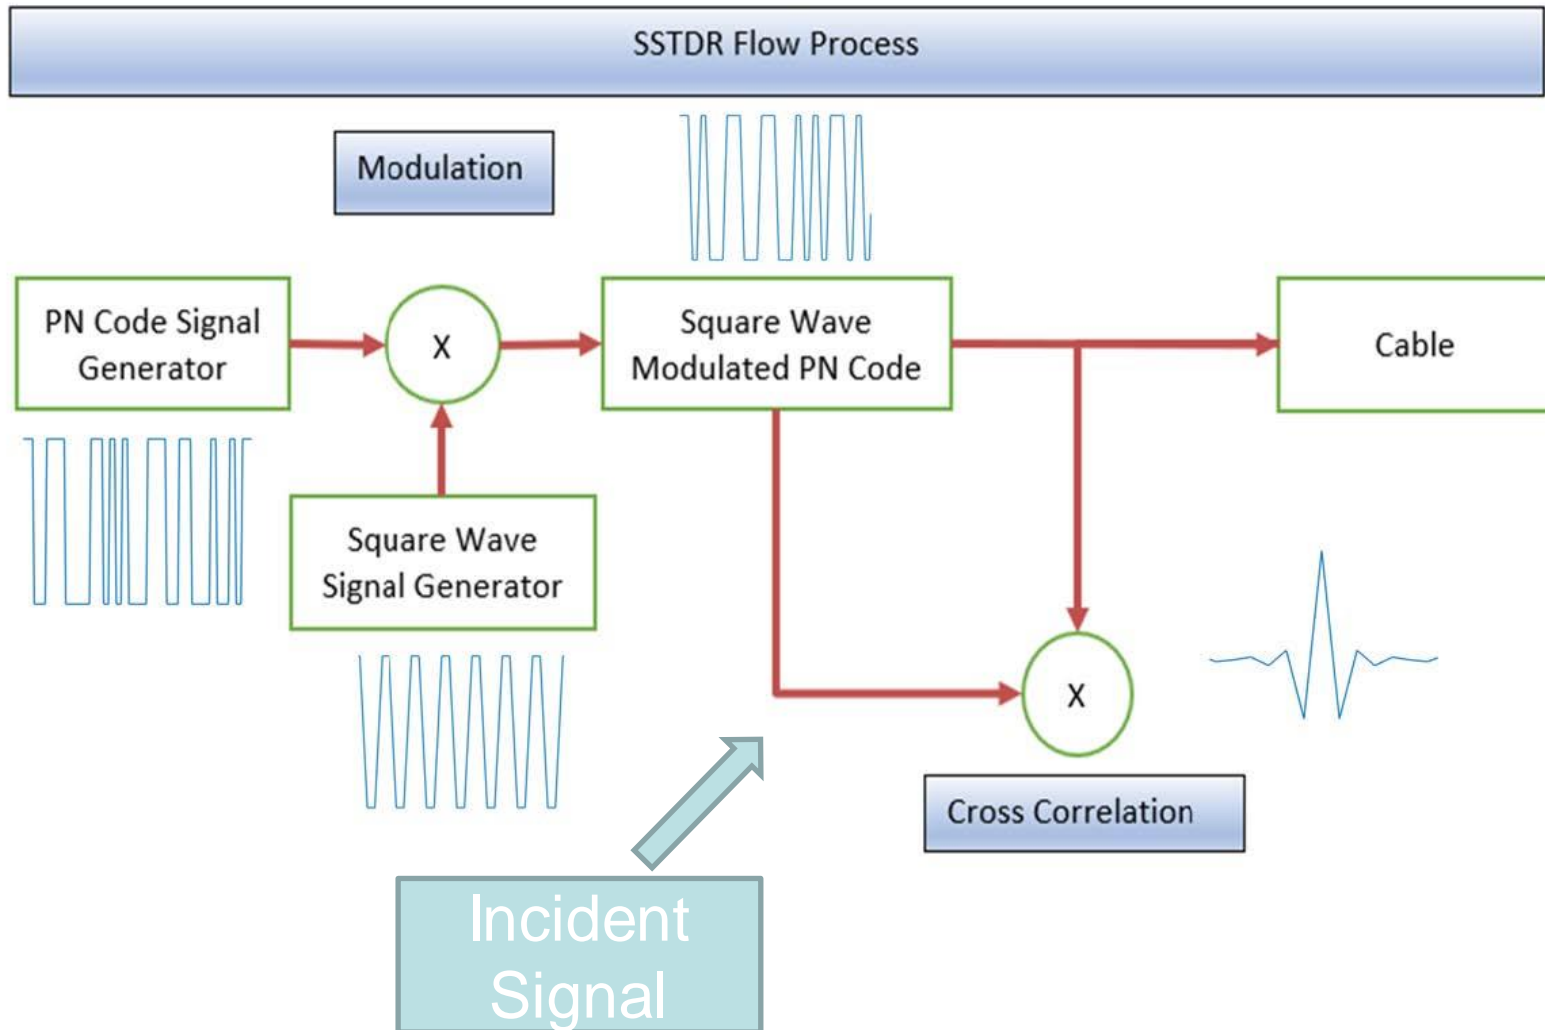 SSTDR Flow Process
Modulation
PN Code Signal
Generator
X
Square Wave
Modulated PN Code
Cable
Square Wave
Signal Generator
X
Cross Correlation
Incident
Signal